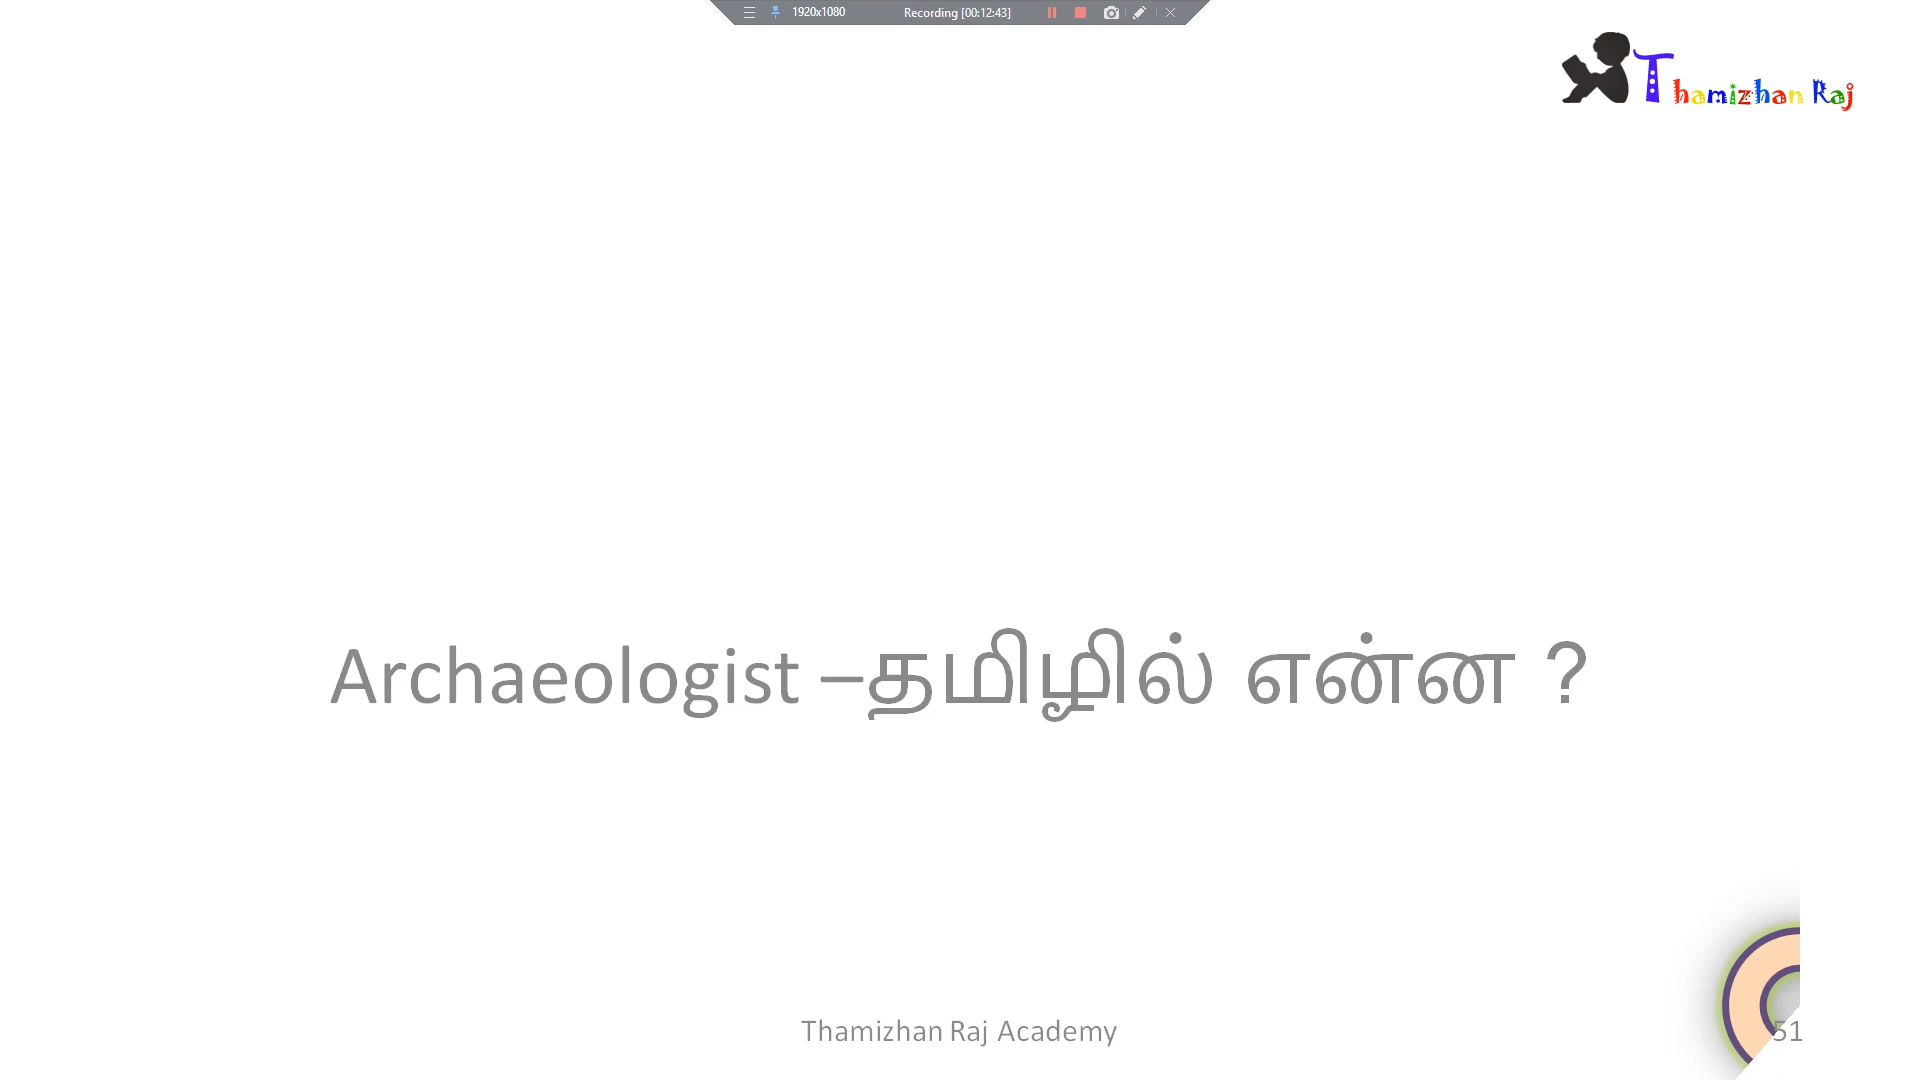 1920x1080 Recording [00:12:43]
Thamizhan Raj
Archaeologist –தமிழில் என்ன ?
Thamizhan Raj Academy
51